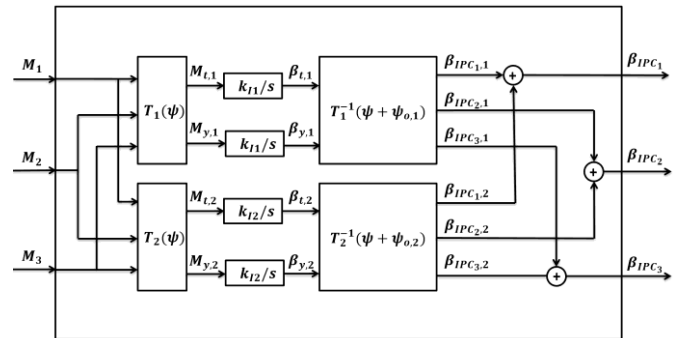 M_1
M_2
M_3
T_1(ψ)
M_{t,1}
k_{I1}/s
β_{t,1}
M_{y,1}
k_{I1}/s
β_{y,1}
T_1^{-1}(ψ + ψ_{o,1})
β_{IPC_1,1}
β_{IPC_2,1}
β_{IPC_3,1}
T_2(ψ)
M_{t,2}
k_{I2}/s
β_{t,2}
M_{y,2}
k_{I2}/s
β_{y,2}
T_2^{-1}(ψ + ψ_{o,2})
β_{IPC_1,2}
β_{IPC_2,2}
β_{IPC_3,2}
+
+
+
β_{IPC_1}
β_{IPC_2}
β_{IPC_3}